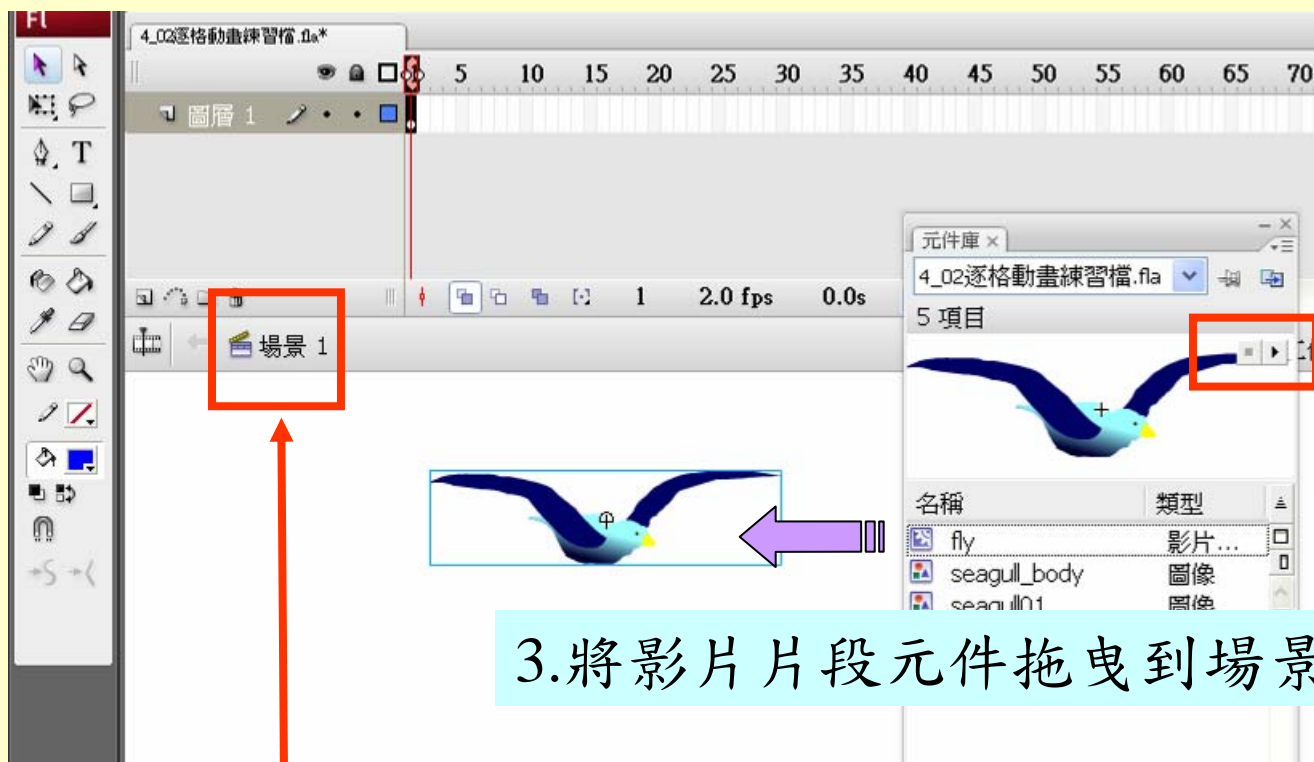 Fl
4_02逐格動畫練習檔.fla*
5 10 15 20 25 30 35 40 45 50 55 60 65 70
圖層 1
T
1 2.0 fps 0.0s
場景 1
元件庫
4_02逐格動畫練習檔.fla
5 項目
名稱 類型
fly 影片...
seagull_body 圖像
seagull01 圖像
3.將影片片段元件拖曳到場景